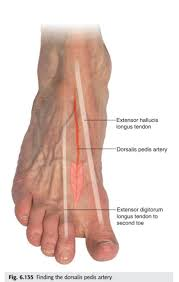 Extensor hallucis
longus tendon
Dorsalis pedis artery
Extensor digitorum
longus tendon to
second toe
Fig. 6.135 Finding the dorsalis pedis artery